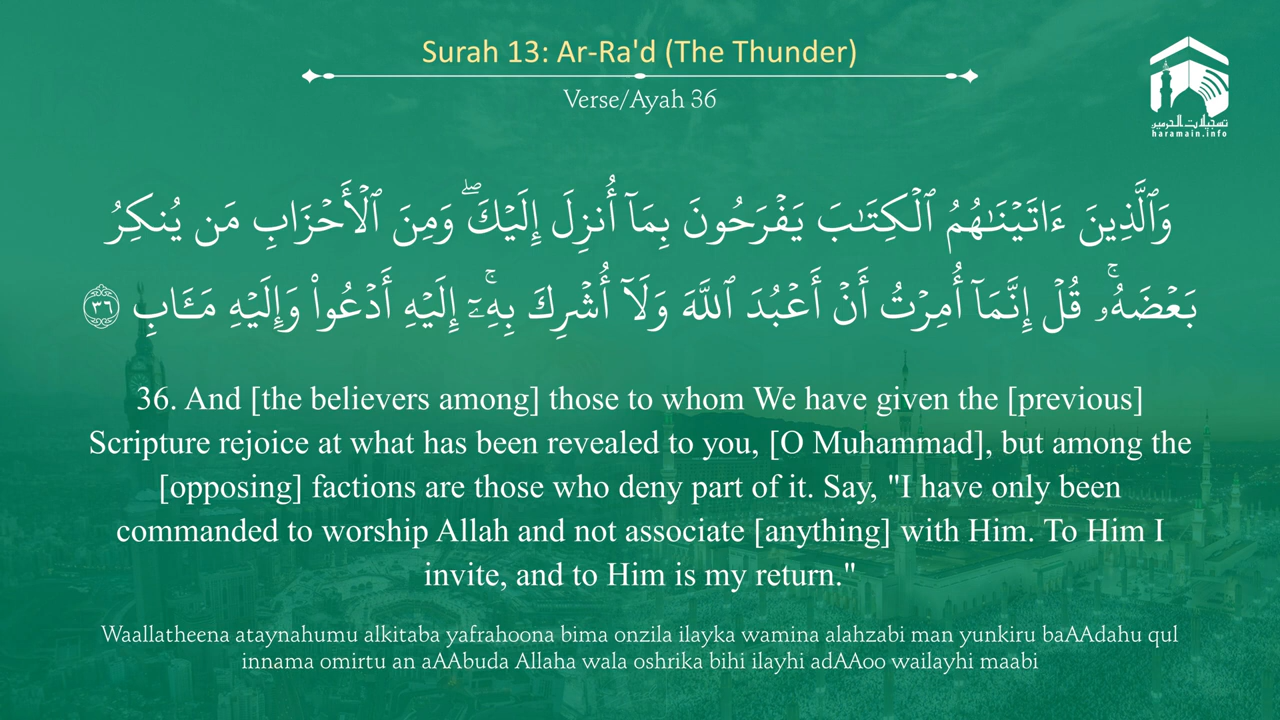 Surah 13: Ar-Ra'd (The Thunder)
Verse/Ayah 36
تسجيلات الحرمين
haramain.info
وَٱلَّذِينَ ءَاتَيْنَـٰهُمُ ٱلْكِتَـٰبَ يَفْرَحُونَ بِمَآ أُنزِلَ إِلَيْكَ ۖ وَمِنَ ٱلْأَحْزَابِ مَن يُنكِرُ
بَعْضَهُۥ ۚ قُلْ إِنَّمَآ أُمِرْتُ أَنْ أَعْبُدَ ٱللَّهَ وَلَآ أُشْرِكَ بِهِۦٓ ۚ إِلَيْهِ أَدْعُوا۟ وَإِلَيْهِ مَـَٔابِ ٣٦
36. And [the believers among] those to whom We have given the [previous]
Scripture rejoice at what has been revealed to you, [O Muhammad], but among the
[opposing] factions are those who deny part of it. Say, "I have only been
commanded to worship Allah and not associate [anything] with Him. To Him I
invite, and to Him is my return."
Waallatheena ataynahumu alkitaba yafrahoona bima onzila ilayka wamina alahzabi man yunkiru baAAdahu qul
innama omirtu an aAAbuda Allaha wala oshrika bihi ilayhi adAAoo wailayhi maabi